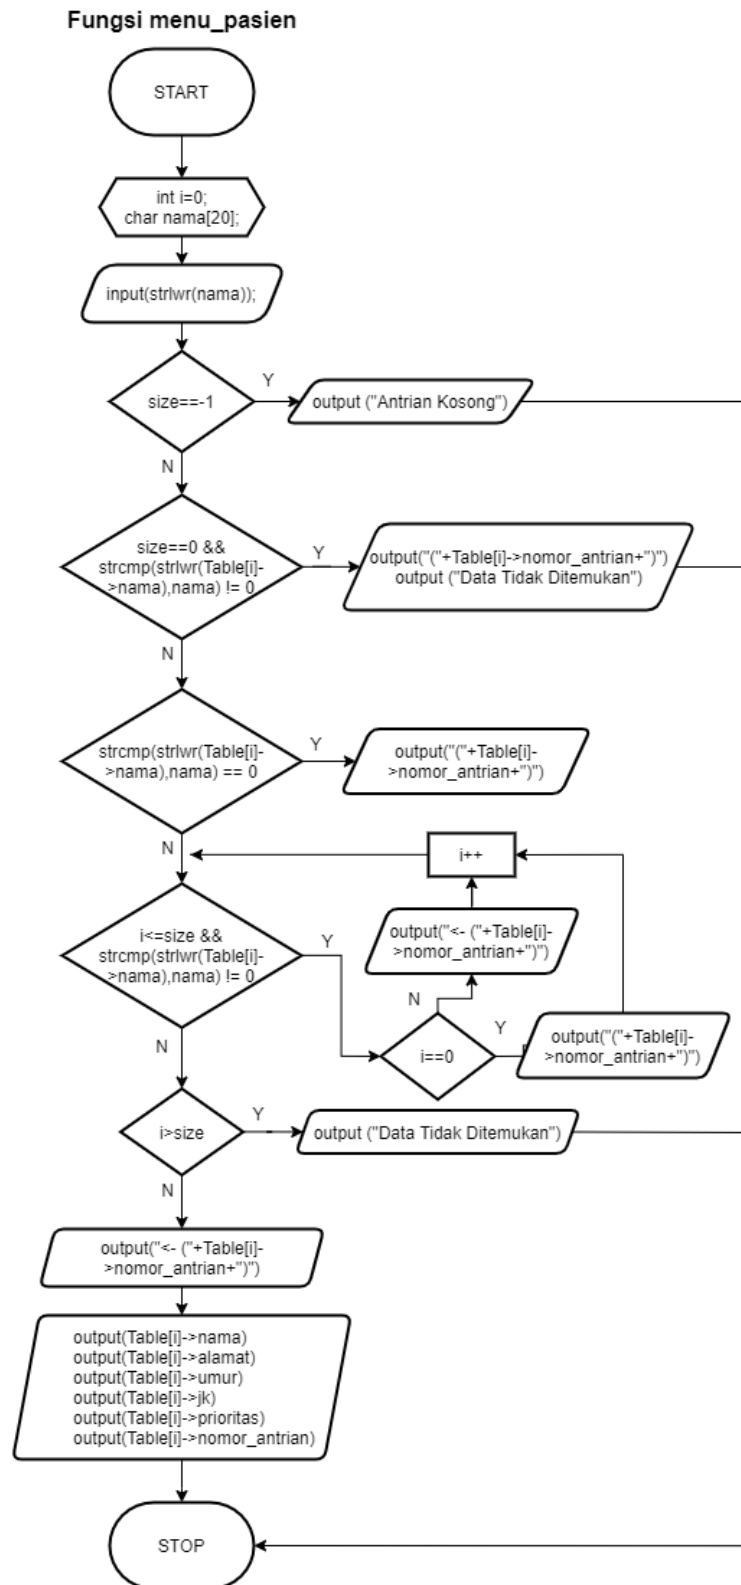 Fungsi menu_pasien
START
int i=0;
char nama[20];
input(strlwr(nama));
size==-1
Y
output ("Antrian Kosong")
N
size==0 &&
strcmp(strlwr(Table[i]-
>nama),nama) != 0
Y
output("("+Table[i]->nomor_antrian+")")
output ("Data Tidak Ditemukan")
N
strcmp(strlwr(Table[i]-
>nama),nama) == 0
Y
output("("+Table[i]-
>nomor_antrian+")")
N
i++
i<=size &&
strcmp(strlwr(Table[i]-
>nama),nama) != 0
Y
output("<- ("+Table[i]-
>nomor_antrian+")")
N
i==0
Y
output("("+Table[i]-
>nomor_antrian+")")
N
i>size
Y
output ("Data Tidak Ditemukan")
N
output("<- ("+Table[i]-
>nomor_antrian+")")
output(Table[i]->nama)
output(Table[i]->alamat)
output(Table[i]->umur)
output(Table[i]->jk)
output(Table[i]->prioritas)
output(Table[i]->nomor_antrian)
STOP